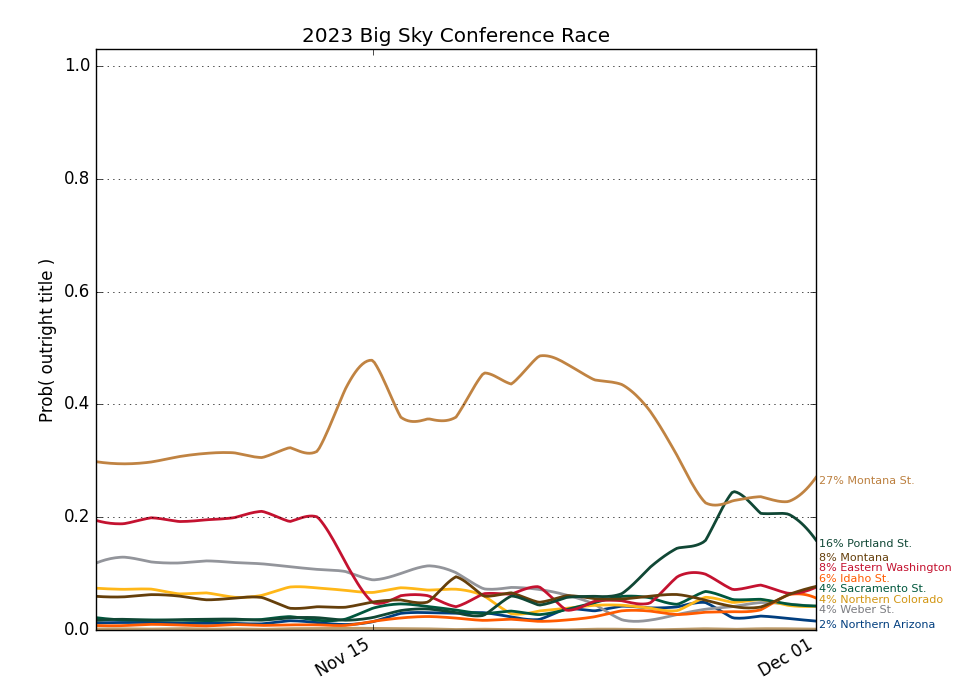 2023 Big Sky Conference Race
Prob( outright title )
1.0
0.8
0.6
0.4
0.2
0.0
Nov 15
Dec 01
27% Montana St.
16% Portland St.
8% Montana
8% Eastern Washington
6% Idaho St.
4% Sacramento St.
4% Northern Colorado
4% Weber St.
2% Northern Arizona